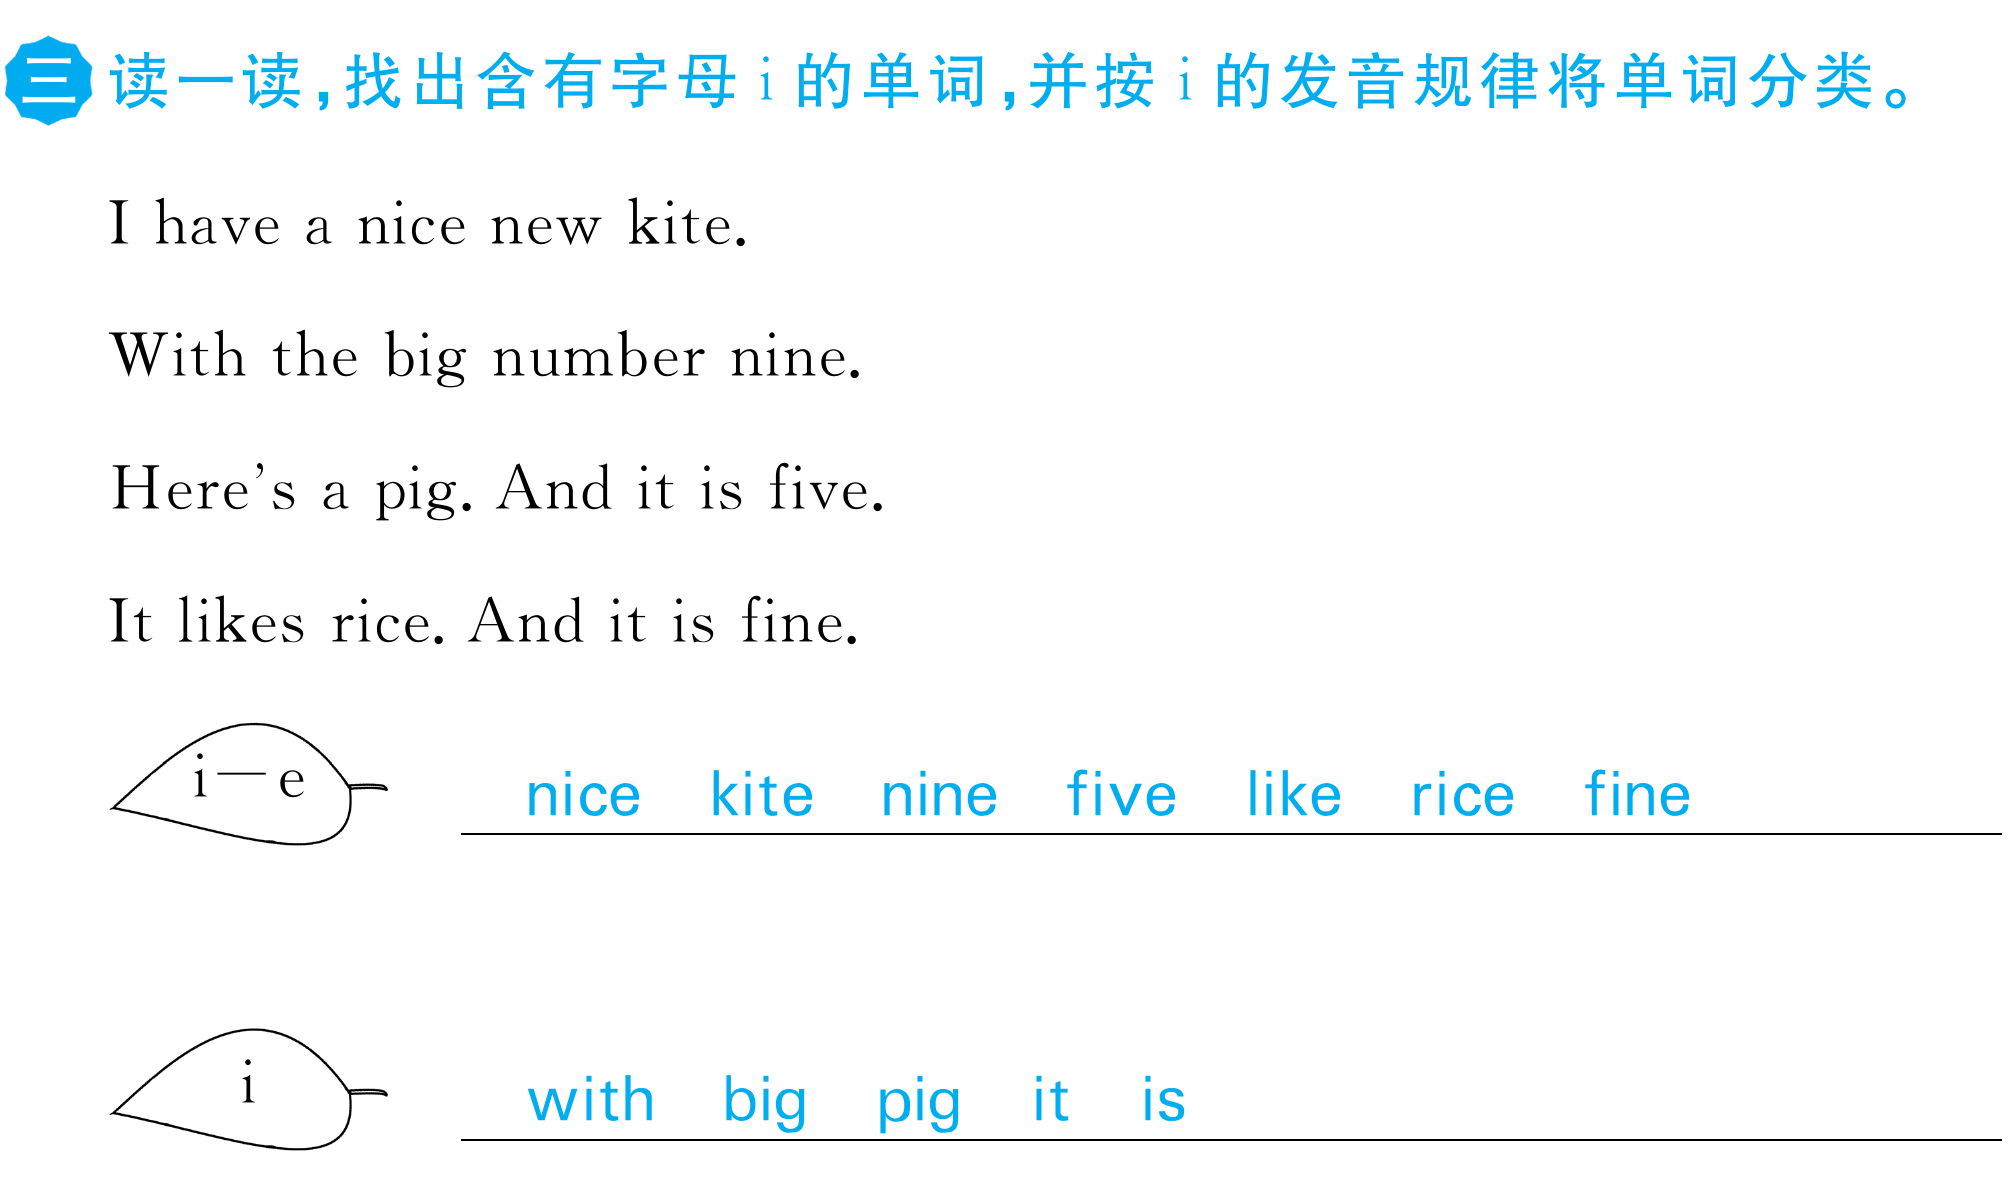 三 读一读,找出含有字母 i 的单词,并按 i 的发音规律将单词分类。
I have a nice new kite.
With the big number nine.
Here's a pig. And it is five.
It likes rice. And it is fine.
i—e nice kite nine five like rice fine
i with big pig it is